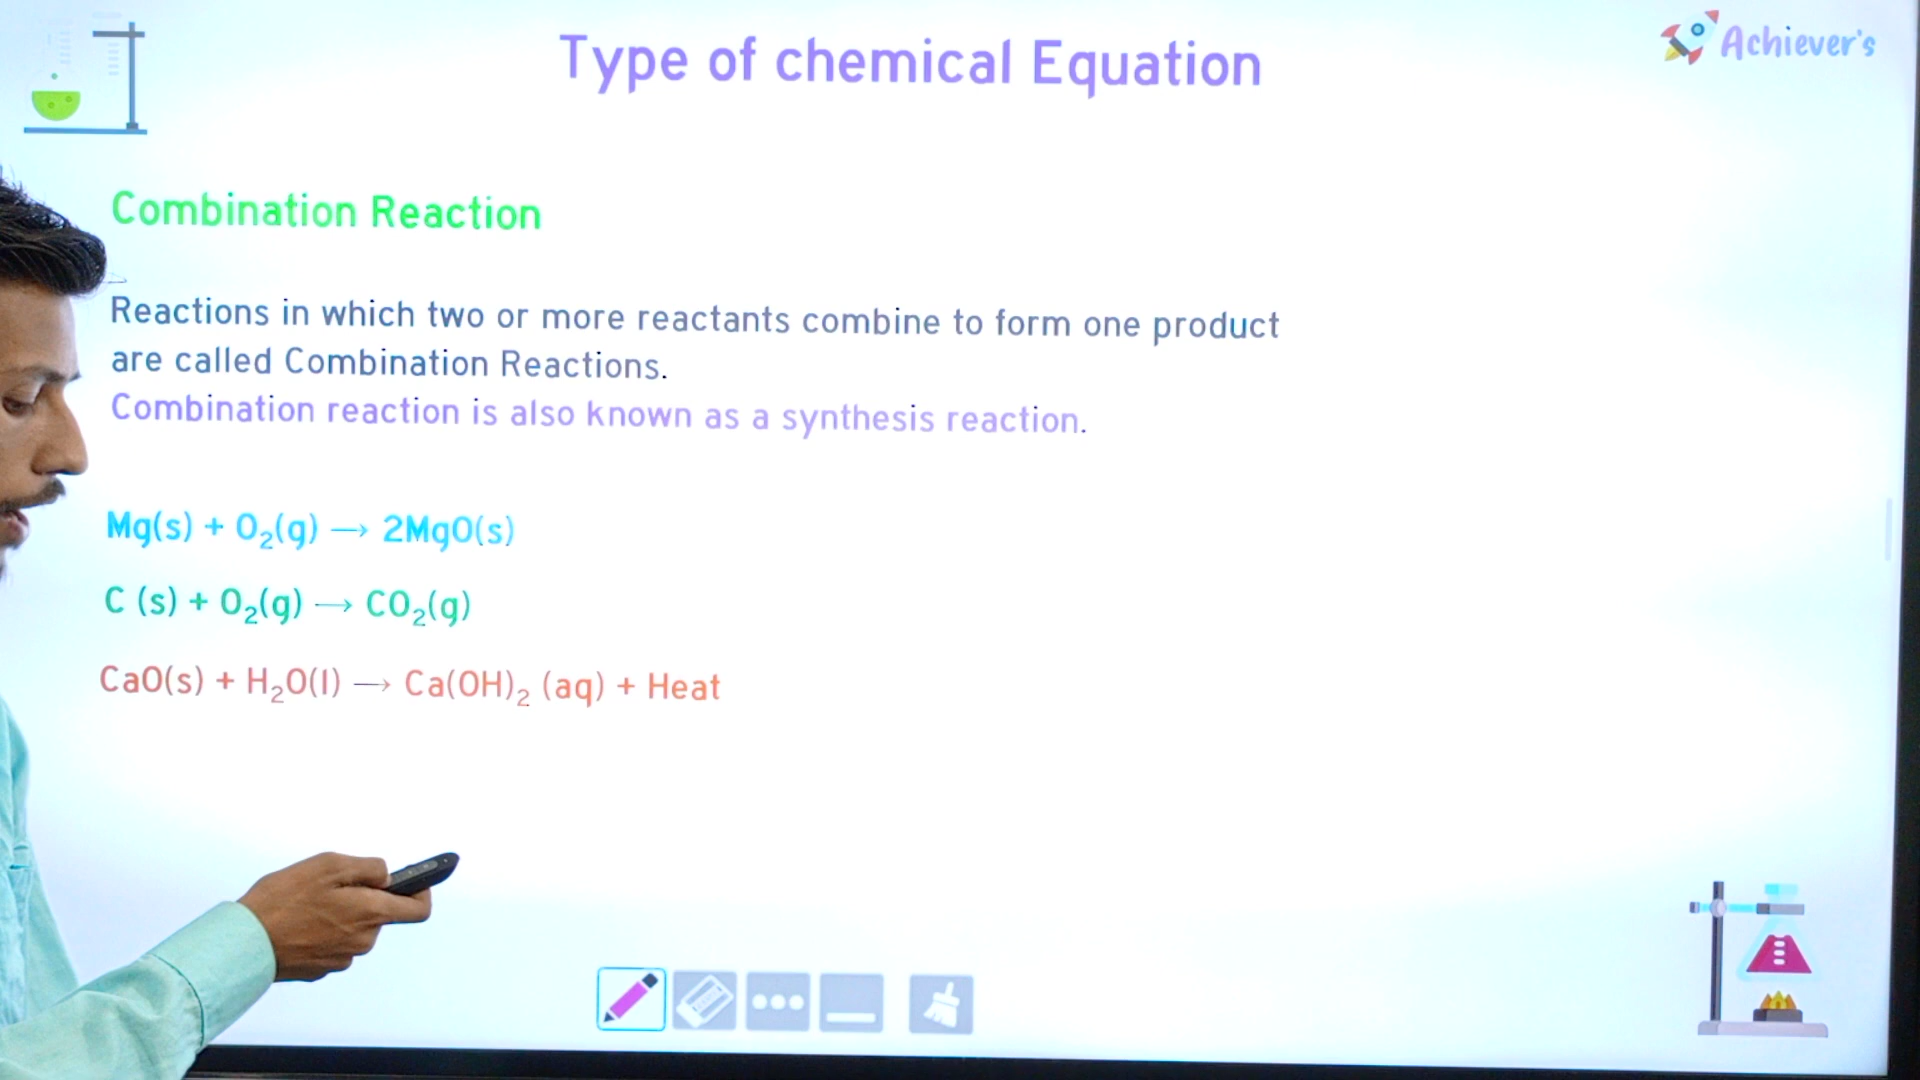 Type of chemical Equation
Achiever's
Combination Reaction
Reactions in which two or more reactants combine to form one product
are called Combination Reactions.
Combination reaction is also known as a synthesis reaction.
Mg(s) + O₂(g) → 2MgO(s)
C (s) + O₂(g) → CO₂(g)
CaO(s) + H₂O(l) → Ca(OH)₂ (aq) + Heat